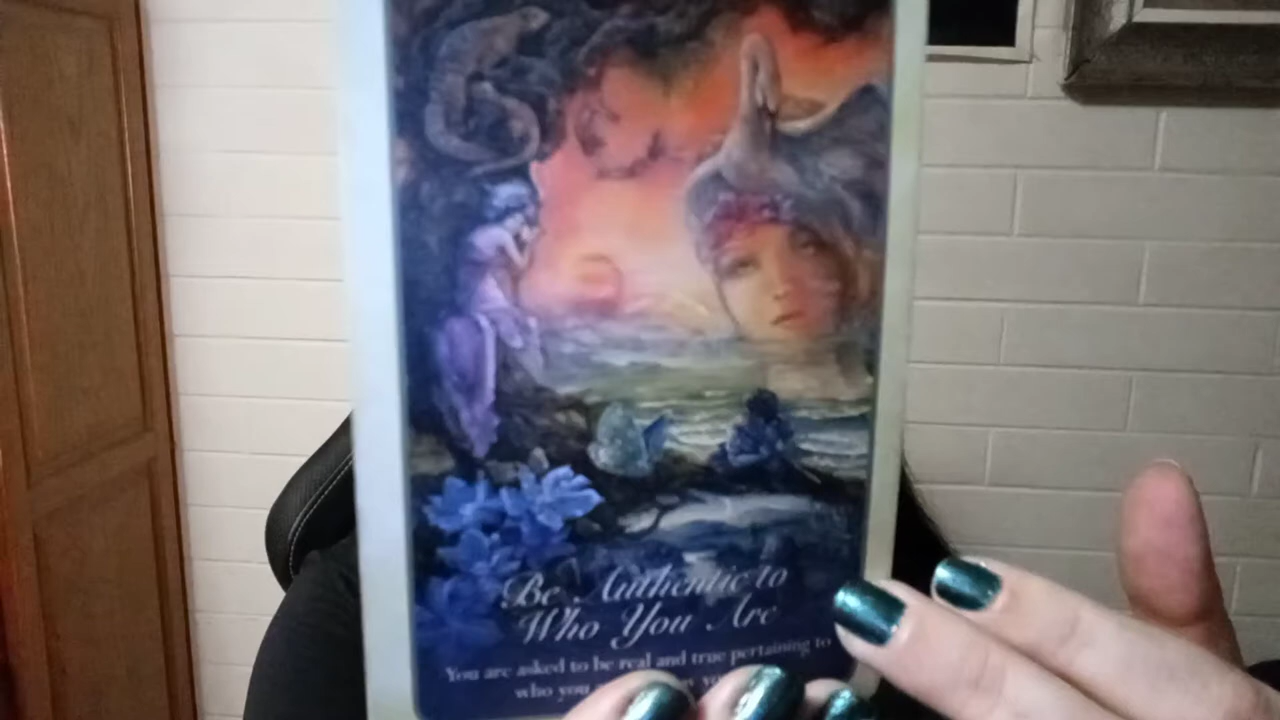 Be Authentic to
Who You Are
You are asked to be real and true pertaining to
who you